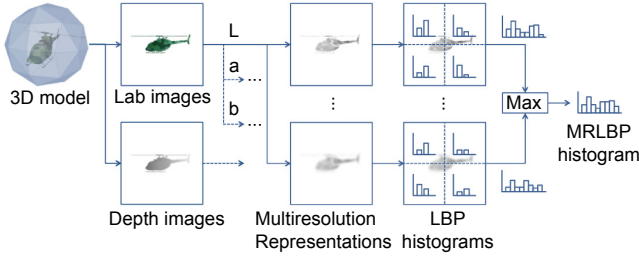 L
a
...
b
...
3D model
Lab images
Max
MRLBP
histogram
Depth images
Multiresolution
Representations
LBP
histograms